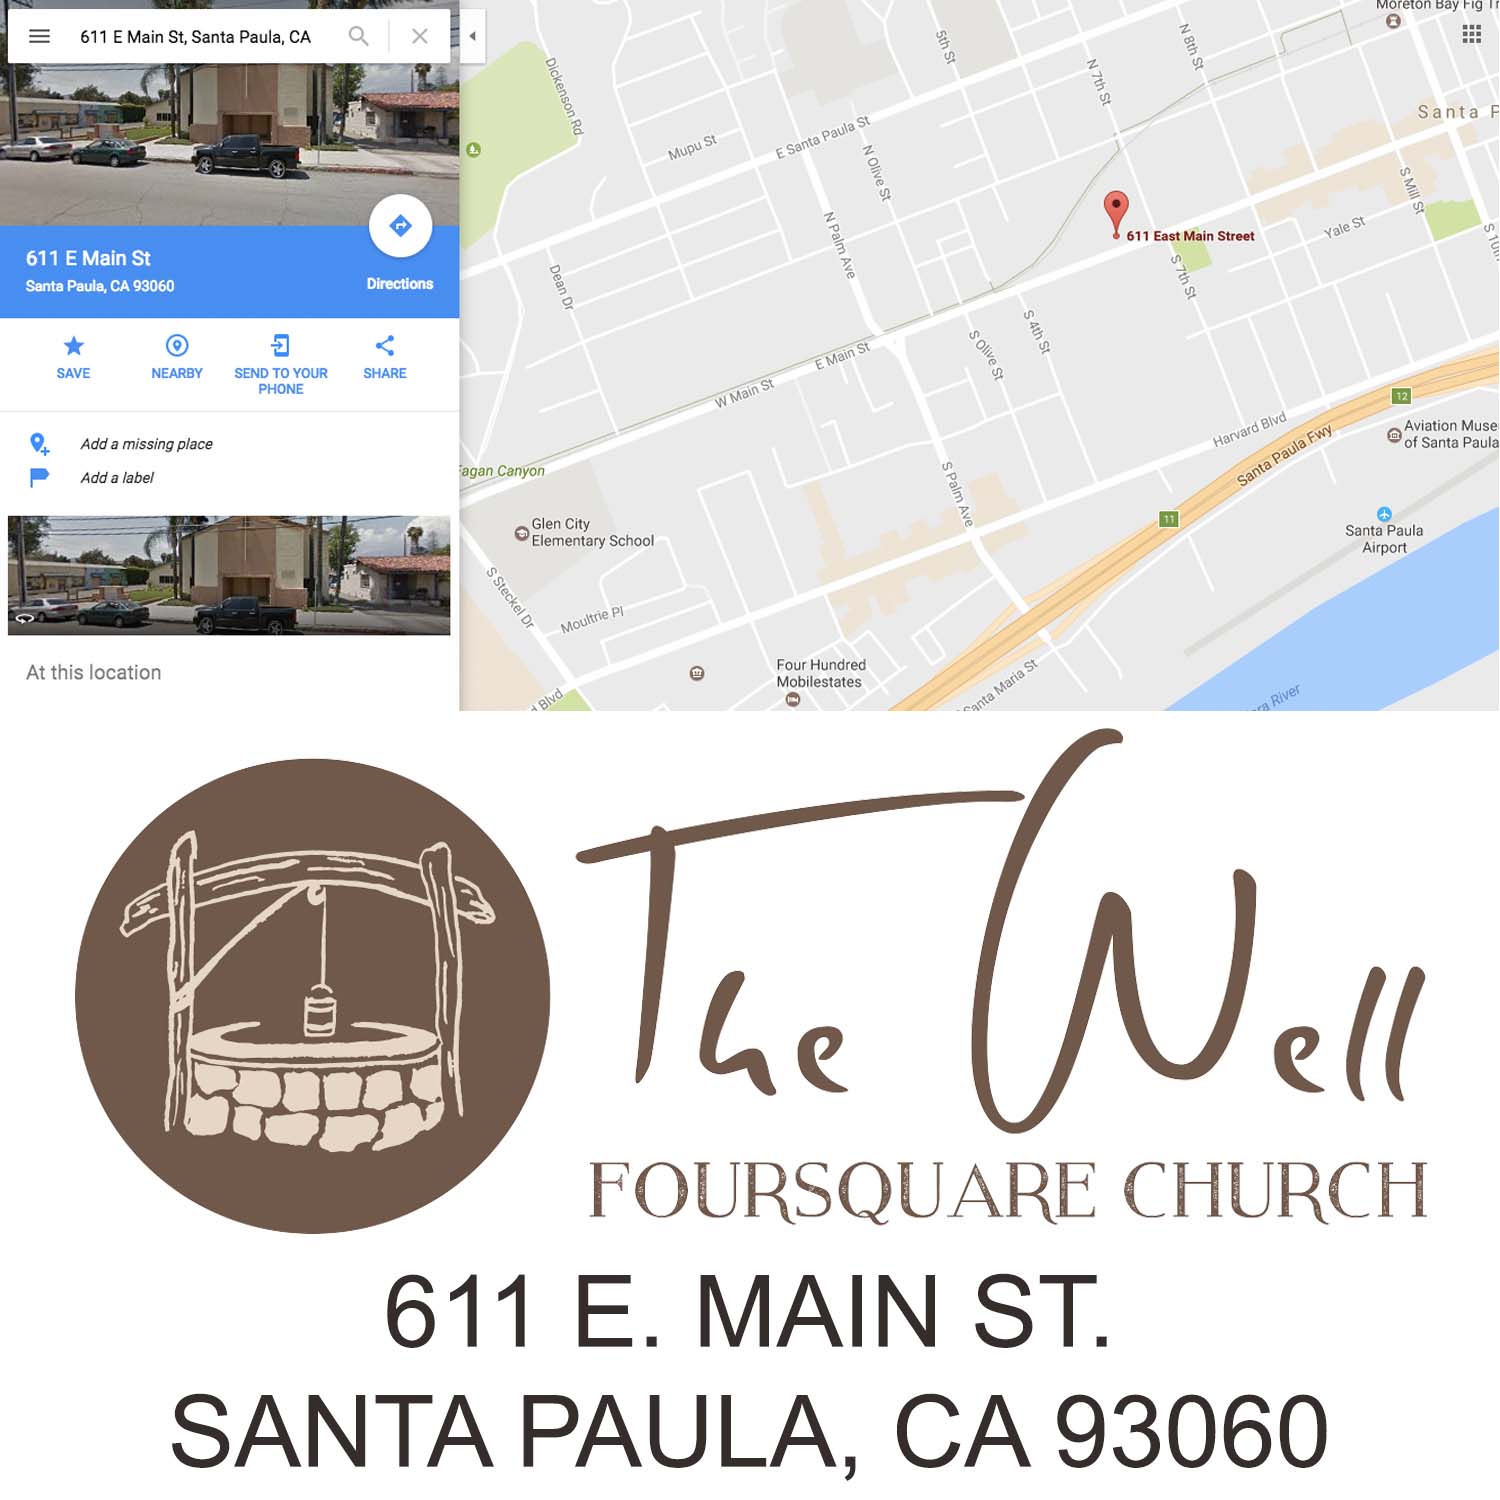 611 E Main St, Santa Paula, CA
611 E Main St
Santa Paula, CA 93060
Directions
SAVE
NEARBY
SEND TO YOUR
PHONE
SHARE
Add a missing place
Add a label
At this location
Moreton Bay Fig Tr
Dickenson Rd
5th St
N 7th St
N 8th St
Santa P
Mupu St
E Santa Paula St
N Olive St
S Mill St
N Palm Ave
611 East Main Street
Yale St
S 10th
S 7th St
Dean Dr
S 4th St
S Olive St
E Main St
W Main St
12
Harvard Blvd
Aviation Muse
of Santa Paula
Santa Paula Fwy
Fagan Canyon
S Palm Ave
11
Glen City
Elementary School
Santa Paula
Airport
S Steckel Dr
Moultrie Pl
Four Hundred
Mobilestates
Santa Maria St
d Blvd
ara River
The Well
FOURSQUARE CHURCH
611 E. MAIN ST.
SANTA PAULA, CA 93060